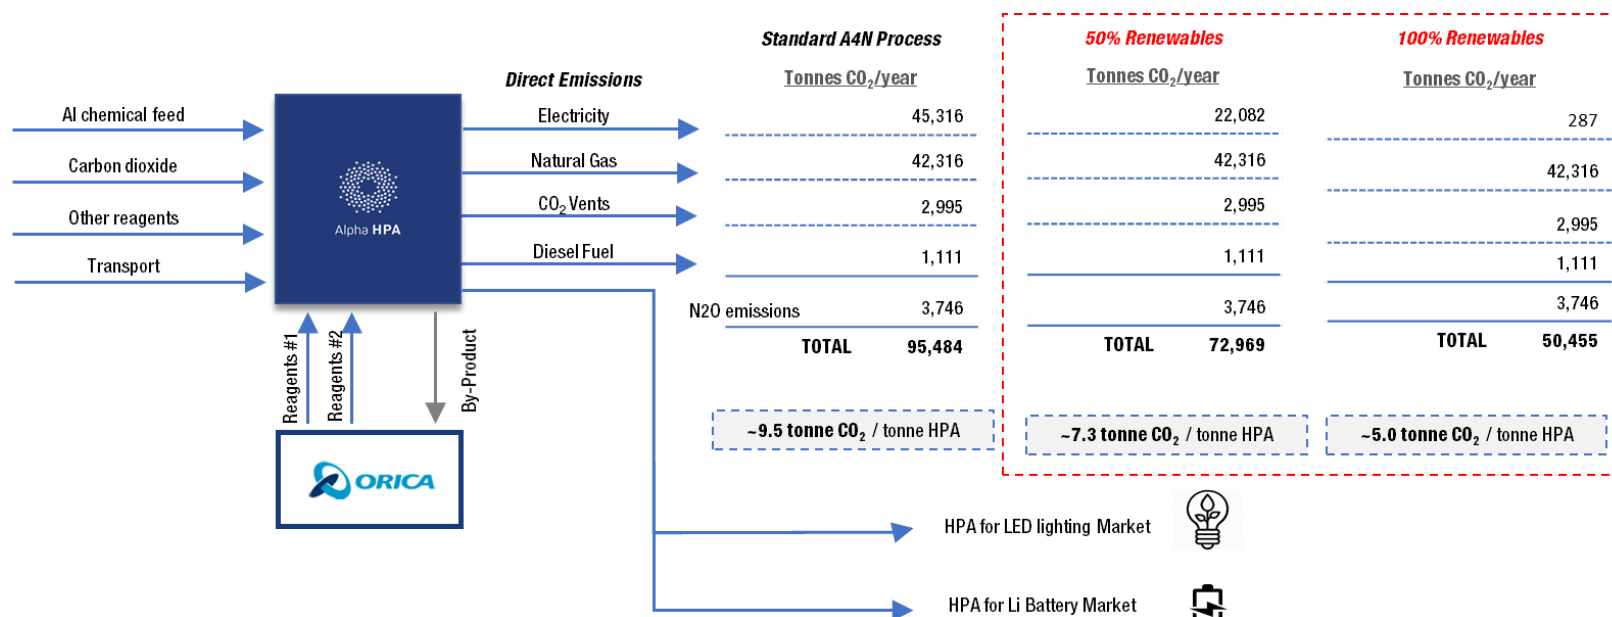 Standard A4N Process
50% Renewables
100% Renewables
Direct Emissions
Tonnes CO₂/year
Tonnes CO₂/year
Tonnes CO₂/year
Al chemical feed
Carbon dioxide
Other reagents
Transport
Alpha HPA
Electricity
45,316
22,082
287
Natural Gas
42,316
42,316
42,316
CO₂ Vents
2,995
2,995
2,995
Diesel Fuel
1,111
1,111
1,111
N2O emissions
3,746
3,746
3,746
TOTAL 95,484
TOTAL 72,969
TOTAL 50,455
Reagents #1
Reagents #2
By-Product
ORICA
~9.5 tonne CO₂ / tonne HPA
~7.3 tonne CO₂ / tonne HPA
~5.0 tonne CO₂ / tonne HPA
HPA for LED lighting Market
HPA for Li Battery Market